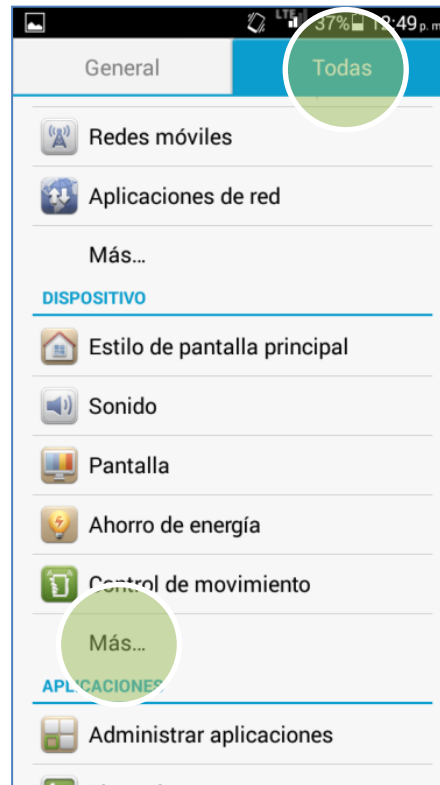 LTE 37% 12:49 p. m.
General Todas
Redes móviles
Aplicaciones de red
Más...
DISPOSITIVO
Estilo de pantalla principal
Sonido
Pantalla
Ahorro de energía
Control de movimiento
Más...
APLICACIONES
Administrar aplicaciones